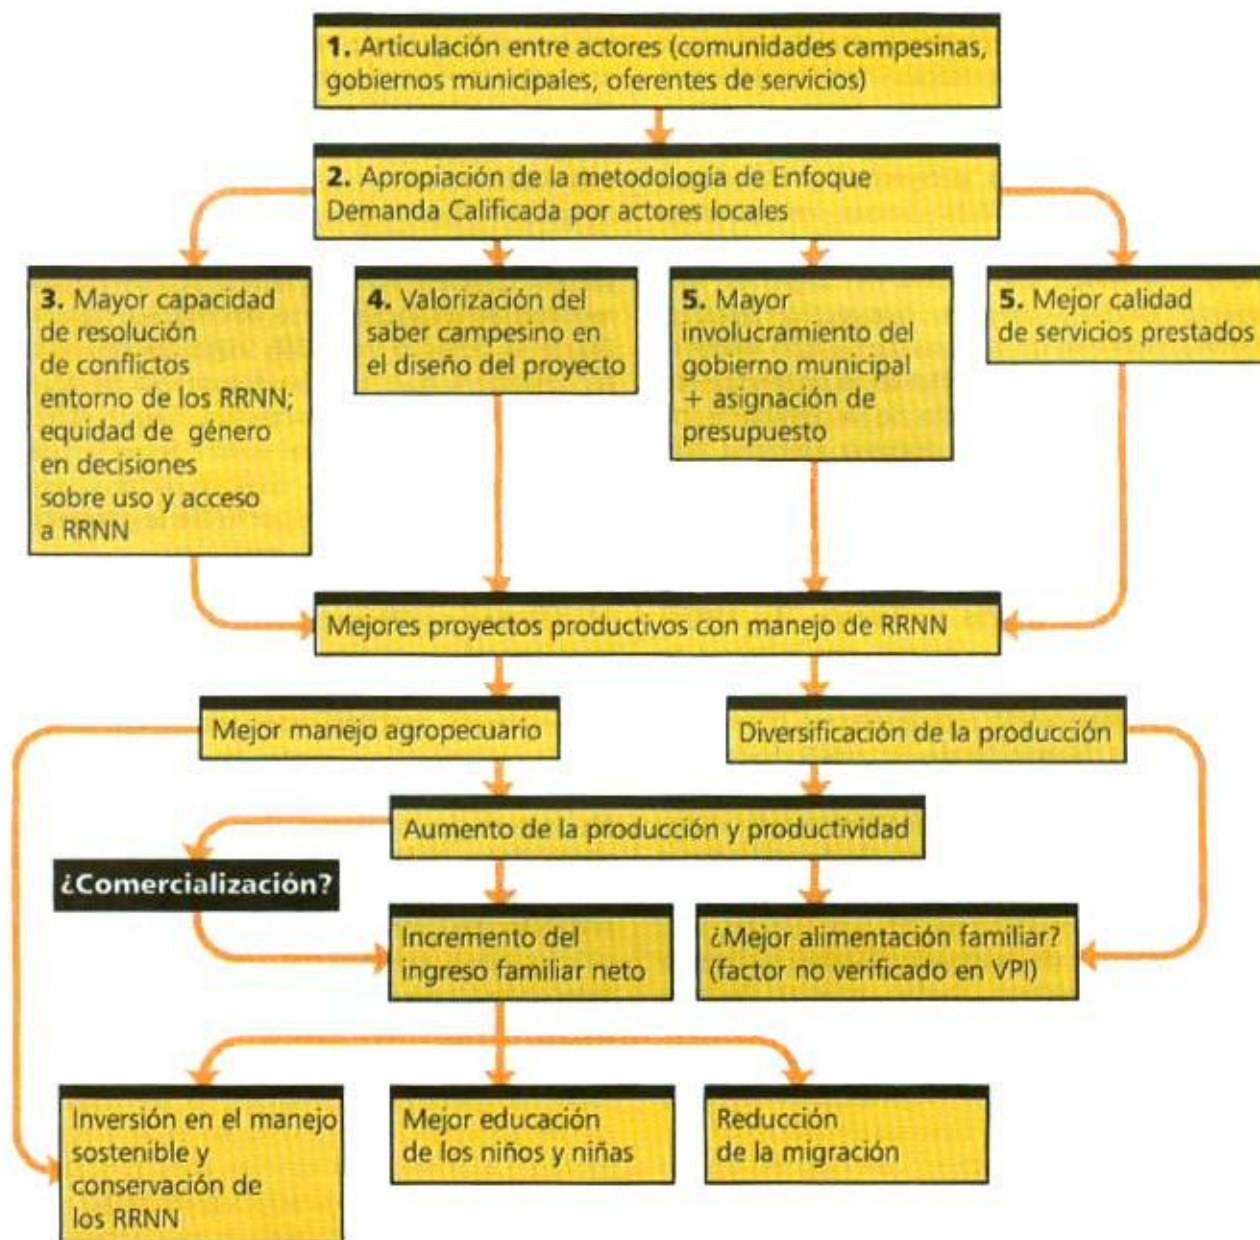 1. Articulación entre actores (comunidades campesinas,
gobiernos municipales, oferentes de servicios)
2. Apropiación de la metodología de Enfoque
Demanda Calificada por actores locales
3. Mayor capacidad
de resolución
de conflictos
entorno de los RRNN;
equidad de género
en decisiones
sobre uso y acceso
a RRNN
4. Valorización del
saber campesino en
el diseño del proyecto
5. Mayor
involucramiento del
gobierno municipal
+ asignación de
presupuesto
5. Mejor calidad
de servicios prestados
Mejores proyectos productivos con manejo de RRNN
Mejor manejo agropecuario
Diversificación de la producción
Aumento de la producción y productividad
¿Comercialización?
Incremento del
ingreso familiar neto
¿Mejor alimentación familiar?
(factor no verificado en VPI)
Inversión en el manejo
sostenible y
conservación de
los RRNN
Mejor educación
de los niños y niñas
Reducción
de la migración